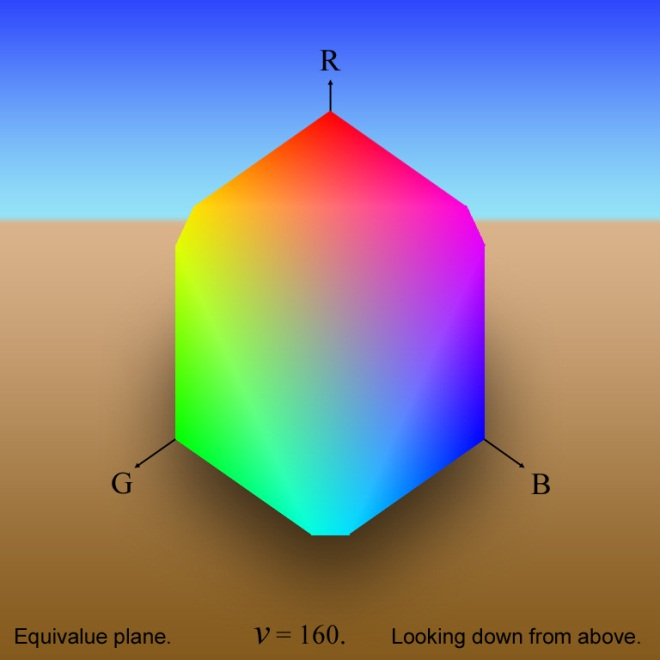 R
G
B
Equivalue plane. v = 160. Looking down from above.